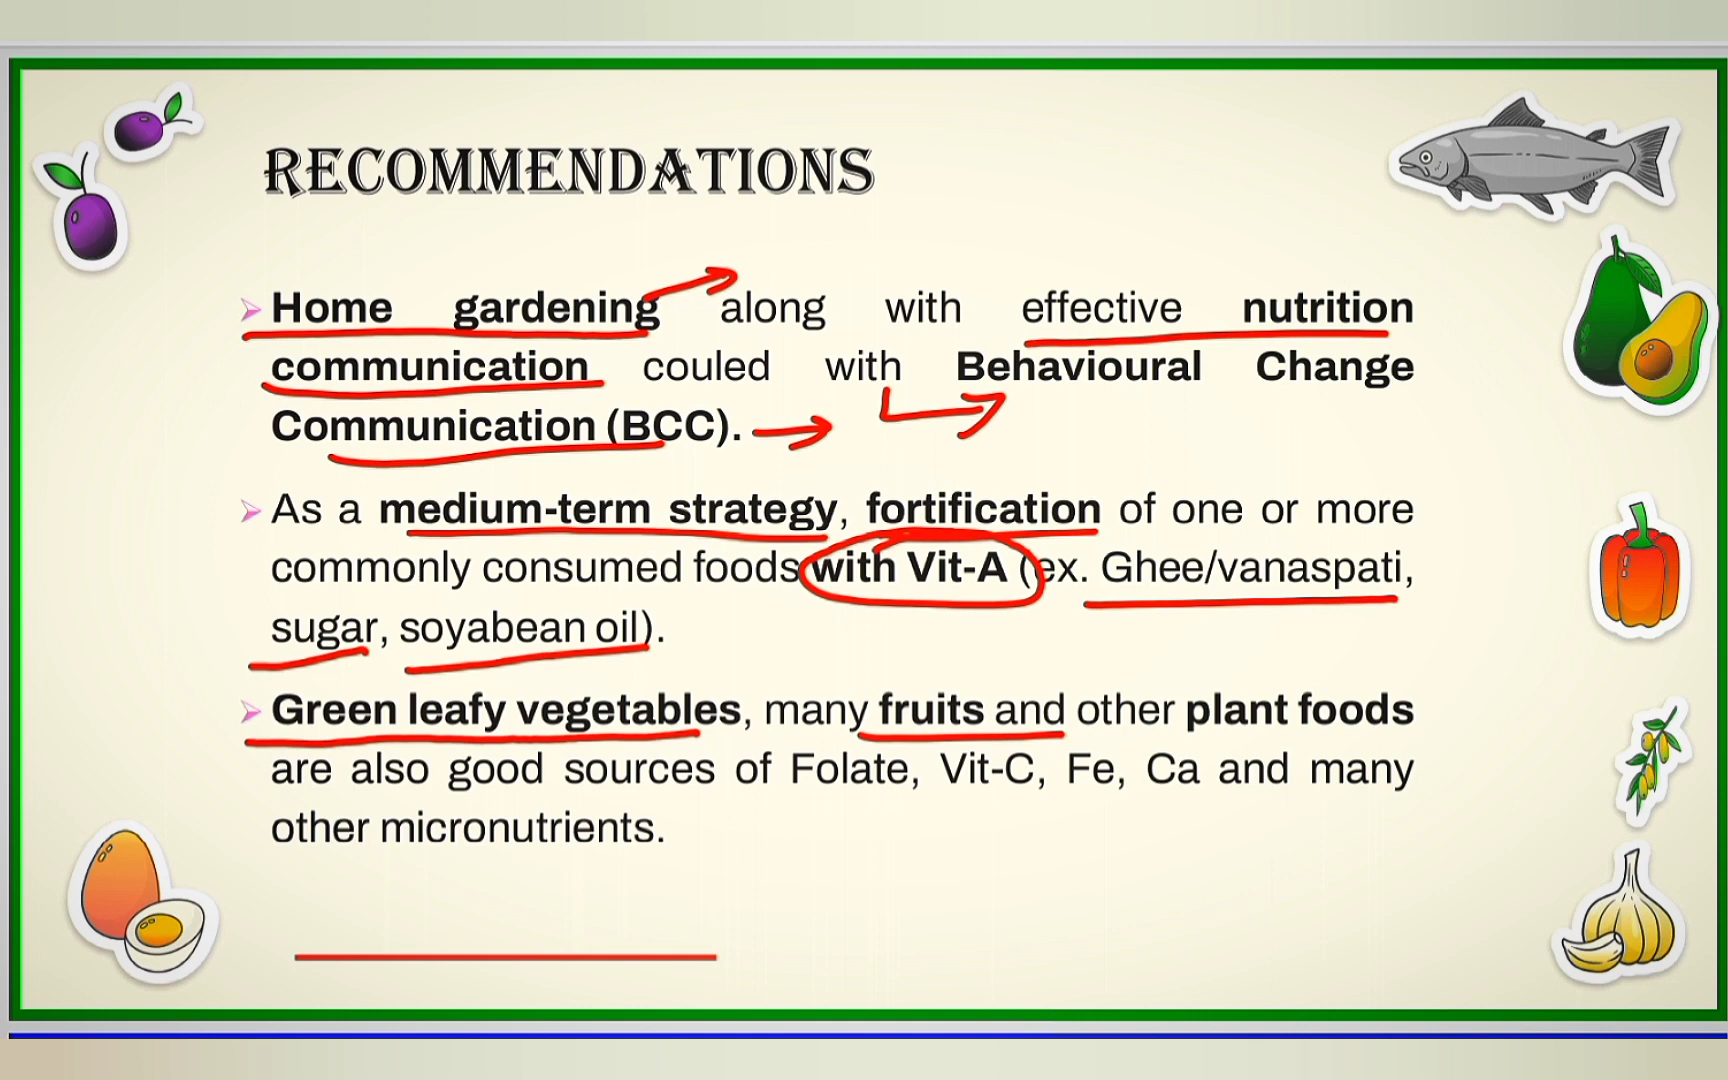 RECOMMENDATIONS
Home gardening along with effective nutrition
communication couled with Behavioural Change
Communication (BCC).
As a medium-term strategy, fortification of one or more
commonly consumed foods with Vit-A (ex. Ghee/vanaspati,
sugar, soyabean oil).
Green leafy vegetables, many fruits and other plant foods
are also good sources of Folate, Vit-C, Fe, Ca and many
other micronutrients.